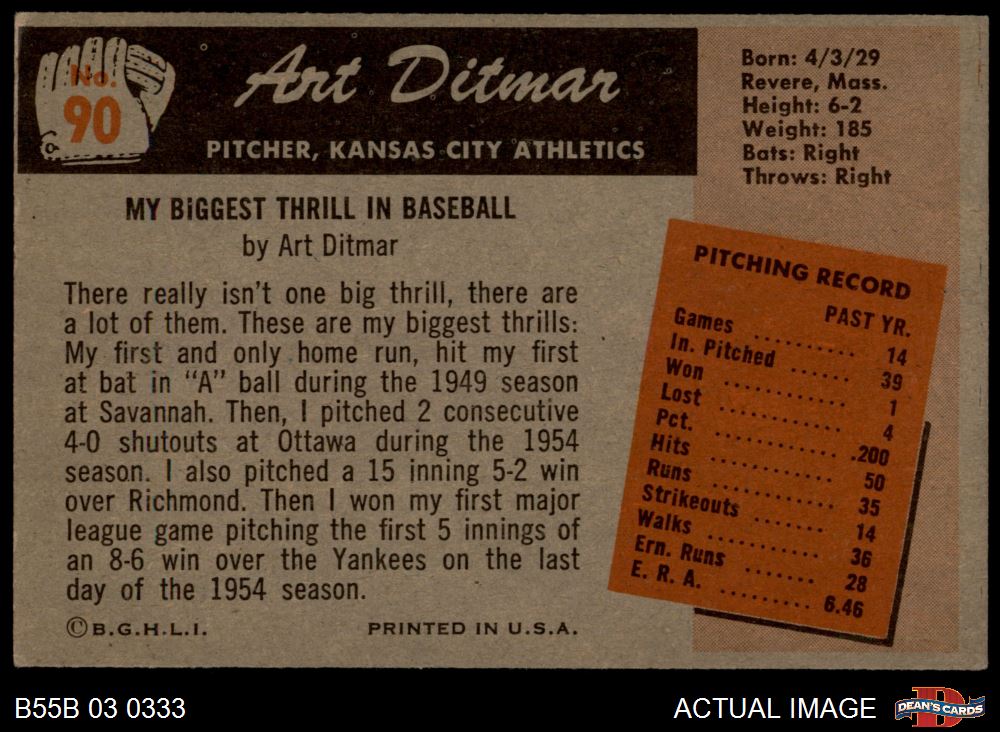 No.
90
Art Ditmar
PITCHER, KANSAS CITY ATHLETICS
Born: 4/3/29
Revere, Mass.
Height: 6-2
Weight: 185
Bats: Right
Throws: Right
MY BIGGEST THRILL IN BASEBALL
by Art Ditmar
There really isn't one big thrill, there are
a lot of them. These are my biggest thrills:
My first and only home run, hit my first
at bat in “A” ball during the 1949 season
at Savannah. Then, I pitched 2 consecutive
4-0 shutouts at Ottawa during the 1954
season. I also pitched a 15 inning 5-2 win
over Richmond. Then I won my first major
league game pitching the first 5 innings of
an 8-6 win over the Yankees on the last
day of the 1954 season.
©B.G.H.L.I. PRINTED IN U.S.A.
PITCHING RECORD
PAST YR.
Games .......... 14
In. Pitched ...... 39
Won ............ 1
Lost ............ 4
Pct. ............ .200
Hits ............ 50
Runs ............ 35
Strikeouts ....... 14
Walks ........... 36
Ern. Runs ....... 28
E. R. A. ......... 6.46
B55B 03 0333
ACTUAL IMAGE
DEAN'S CARDS